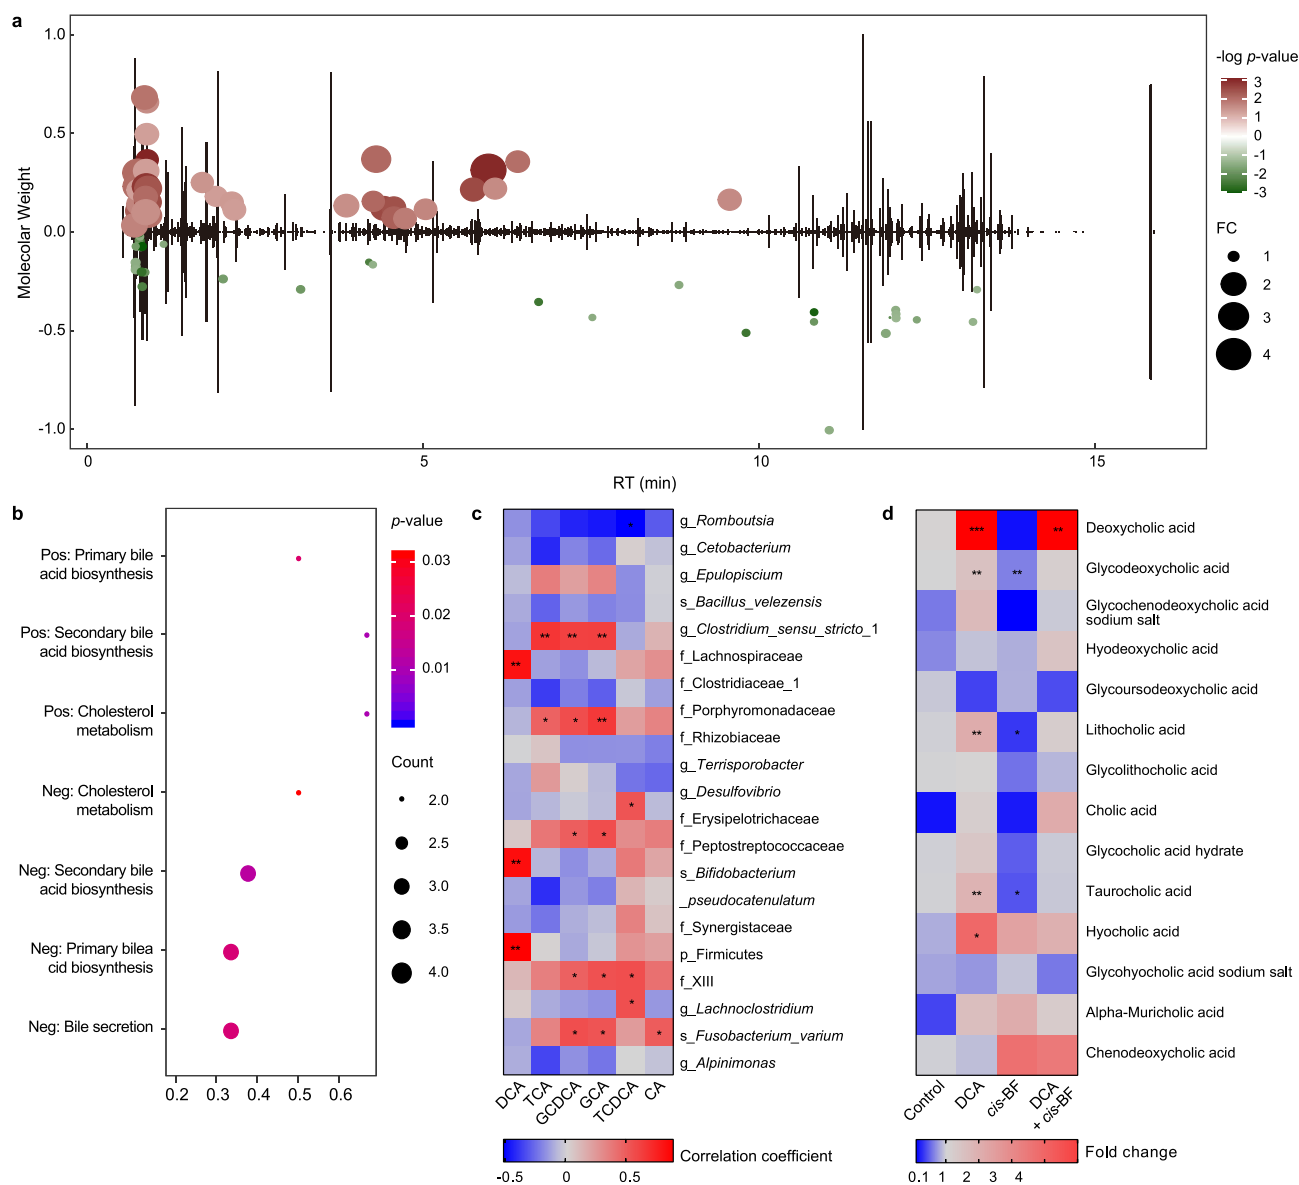 a
1.0
0.5
0.0
-0.5
-1.0
Molecolar Weight
0
5
10
15
RT (min)
-log p-value
3
2
1
0
-1
-2
-3
FC
1
2
3
4
b
Pos: Primary bile
acid biosynthesis
Pos: Secondary bile
acid biosynthesis
Pos: Cholesterol
metabolism
Neg: Cholesterol
metabolism
Neg: Secondary bile
acid biosynthesis
Neg: Primary bilea
cid biosynthesis
Neg: Bile secretion
0.2
0.4
0.6
p-value
0.03
0.02
0.01
Count
2.0
2.5
3.0
3.5
4.0
c
g_Romboutsia
g_Cetobacterium
g_Epulopiscium
s_Bacillus_velezensis
g_Clostridium_sensu_stricto_1
f_Lachnospiraceae
f_Clostridiaceae_1
f_Porphyromonadaceae
f_Rhizobiaceae
g_Terrisporobacter
g_Desulfovibrio
f_Erysipelotrichaceae
f_Peptostreptococcaceae
s_Bifidobacterium
_pseudocatenulatum
f_Synergistaceae
p_Firmicutes
f_XIII
g_Lachnoclostridium
s_Fusobacterium_varium
g_Alpinimonas
*
** ** **
**
* * **
*
* *
**
**
* * *
*
* * *
DCA
TCA
GCDCA
GCA
TCDCA
CA
-0.5
0
0.5
Correlation coefficient
d
*** **
** **
** *
** *
*
Deoxycholic acid
Glycodeoxycholic acid
Glycochenodeoxycholic acid
sodium salt
Hyodeoxycholic acid
Glycoursodeoxycholic acid
Lithocholic acid
Glycolithocholic acid
Cholic acid
Glycocholic acid hydrate
Taurocholic acid
Hyocholic acid
Glycohyocholic acid sodium salt
Alpha-Muricholic acid
Chenodeoxycholic acid
Control
DCA
cis-BF
DCA
+ cis-BF
0.1
1
2
3
4
Fold change